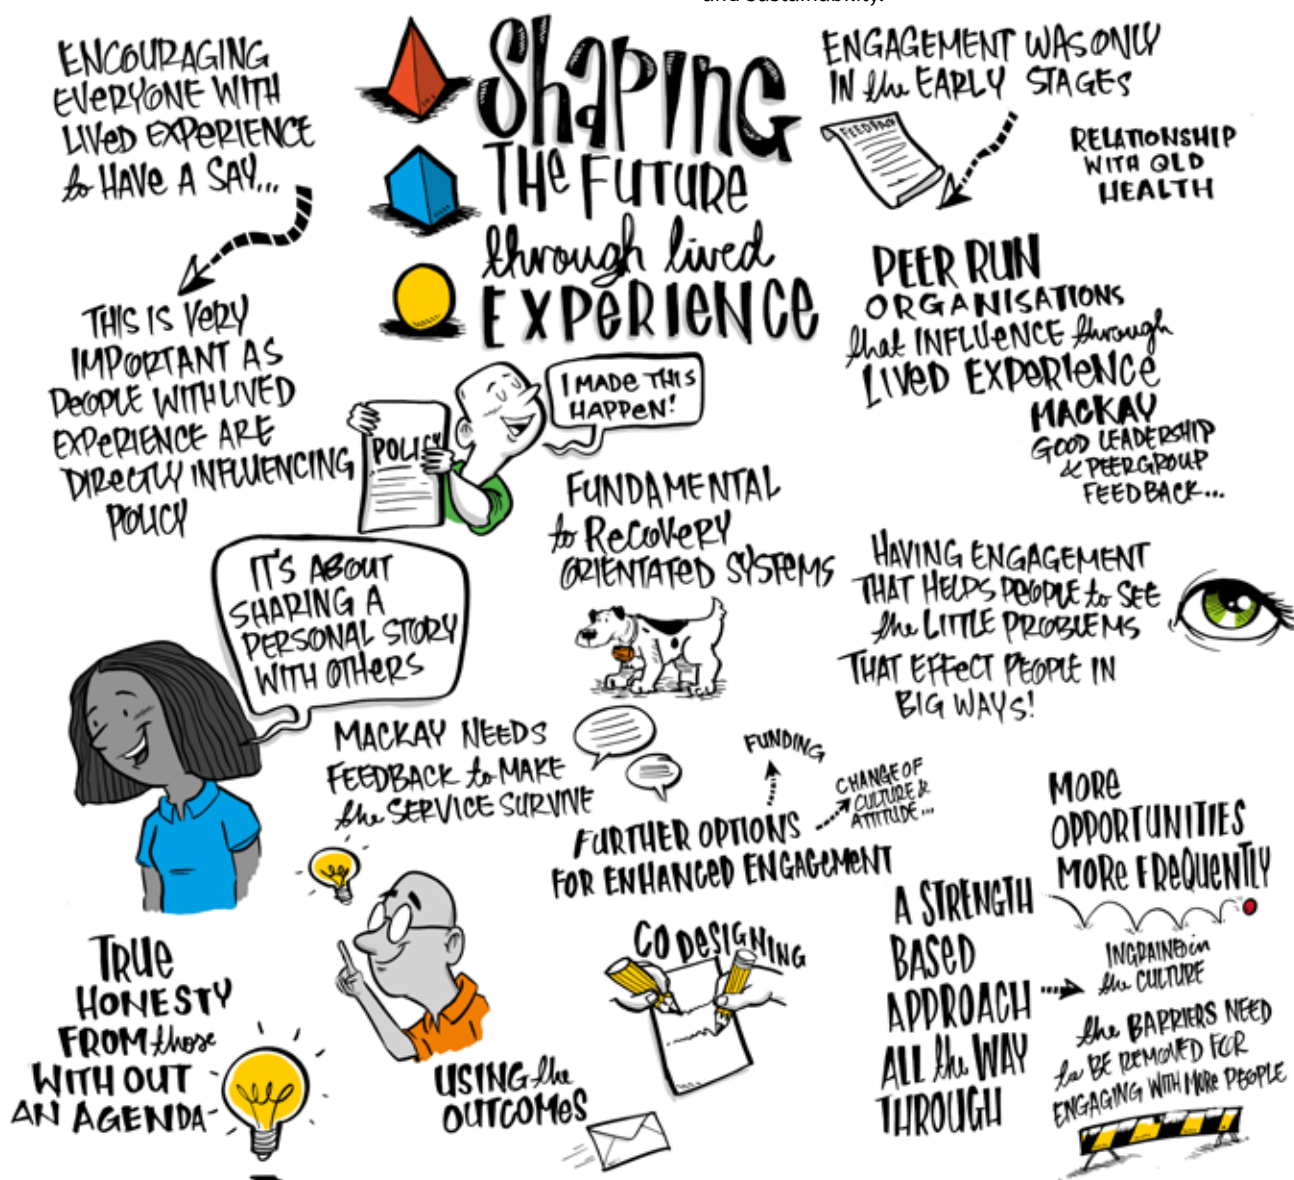 and sustainability.
ENCOURAGING
EVERYONE WITH
LIVED EXPERIENCE
to HAVE A SAY...
SHAPING
THE FUTURE
through lived
EXPERIENCE
ENGAGEMENT WAS ONLY
IN the EARLY STAGES
FEEDBACK
RELATIONSHIP
WITH QLD
HEALTH
THIS IS VERY
IMPORTANT AS
PEOPLE WITH LIVED
EXPERIENCE ARE
DIRECTLY INFLUENCING
POLICY
POLICY
I MADE THIS
HAPPEN!
PEER RUN
ORGANISATIONS
that INFLUENCE through
LIVED EXPERIENCE
MACKAY
GOOD LEADERSHIP
& PEER GROUP
FEEDBACK...
FUNDAMENTAL
to RECOVERY
ORIENTATED SYSTEMS
HAVING ENGAGEMENT
THAT HELPS PEOPLE to SEE
the LITTLE PROBLEMS
THAT EFFECT PEOPLE IN
BIG WAYS!
IT'S ABOUT
SHARING A
PERSONAL STORY
WITH OTHERS
MACKAY NEEDS
FEEDBACK to MAKE
the SERVICE SURVIVE
FUNDING
CHANGE OF
CULTURE &
ATTITUDE...
FURTHER OPTIONS
FOR ENHANCED ENGAGEMENT
MORE
OPPORTUNITIES
MORE FREQUENTLY
A STRENGTH
BASED
APPROACH
ALL the WAY
THROUGH
INGRAINED in
the CULTURE
the BARRIERS NEED
to BE REMOVED FOR
ENGAGING WITH MORE PEOPLE
TRUE
HONESTY
FROM those
WITH OUT
AN AGENDA
CO DESIGNING
USING the
OUTCOMES